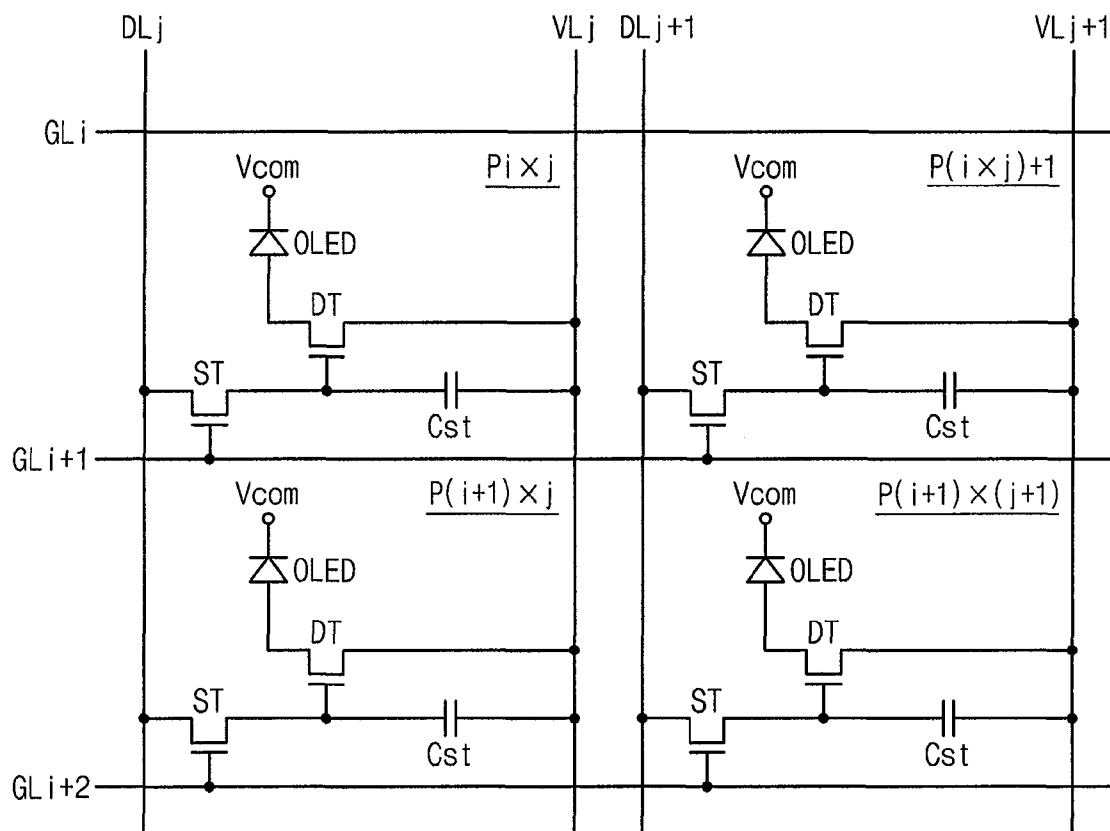 DLj VLj DLj+1 VLj+1
GLi
Pi×j P(i×j)+1
Vcom Vcom
OLED OLED
DT DT
ST ST
Cst Cst
GLi+1
P(i+1)×j P(i+1)×(j+1)
Vcom Vcom
OLED OLED
DT DT
ST ST
Cst Cst
GLi+2